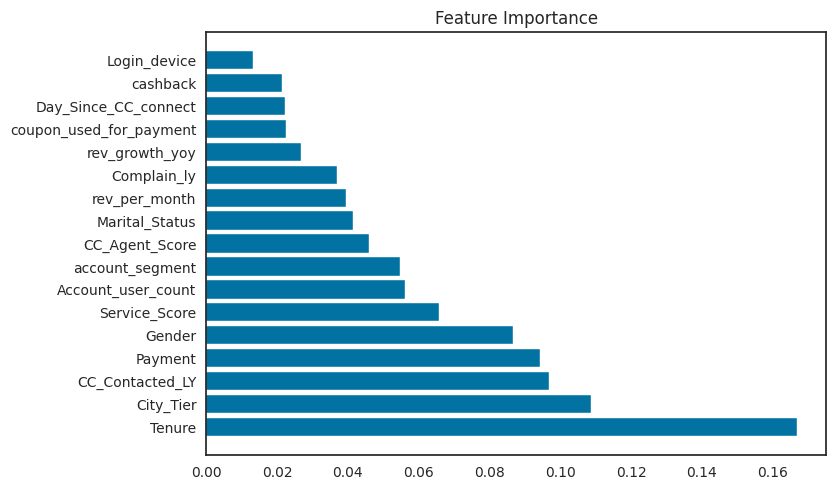 Feature Importance
Login_device
cashback
Day_Since_CC_connect
coupon_used_for_payment
rev_growth_yoy
Complain_ly
rev_per_month
Marital_Status
CC_Agent_Score
account_segment
Account_user_count
Service_Score
Gender
Payment
CC_Contacted_LY
City_Tier
Tenure
0.00 0.02 0.04 0.06 0.08 0.10 0.12 0.14 0.16